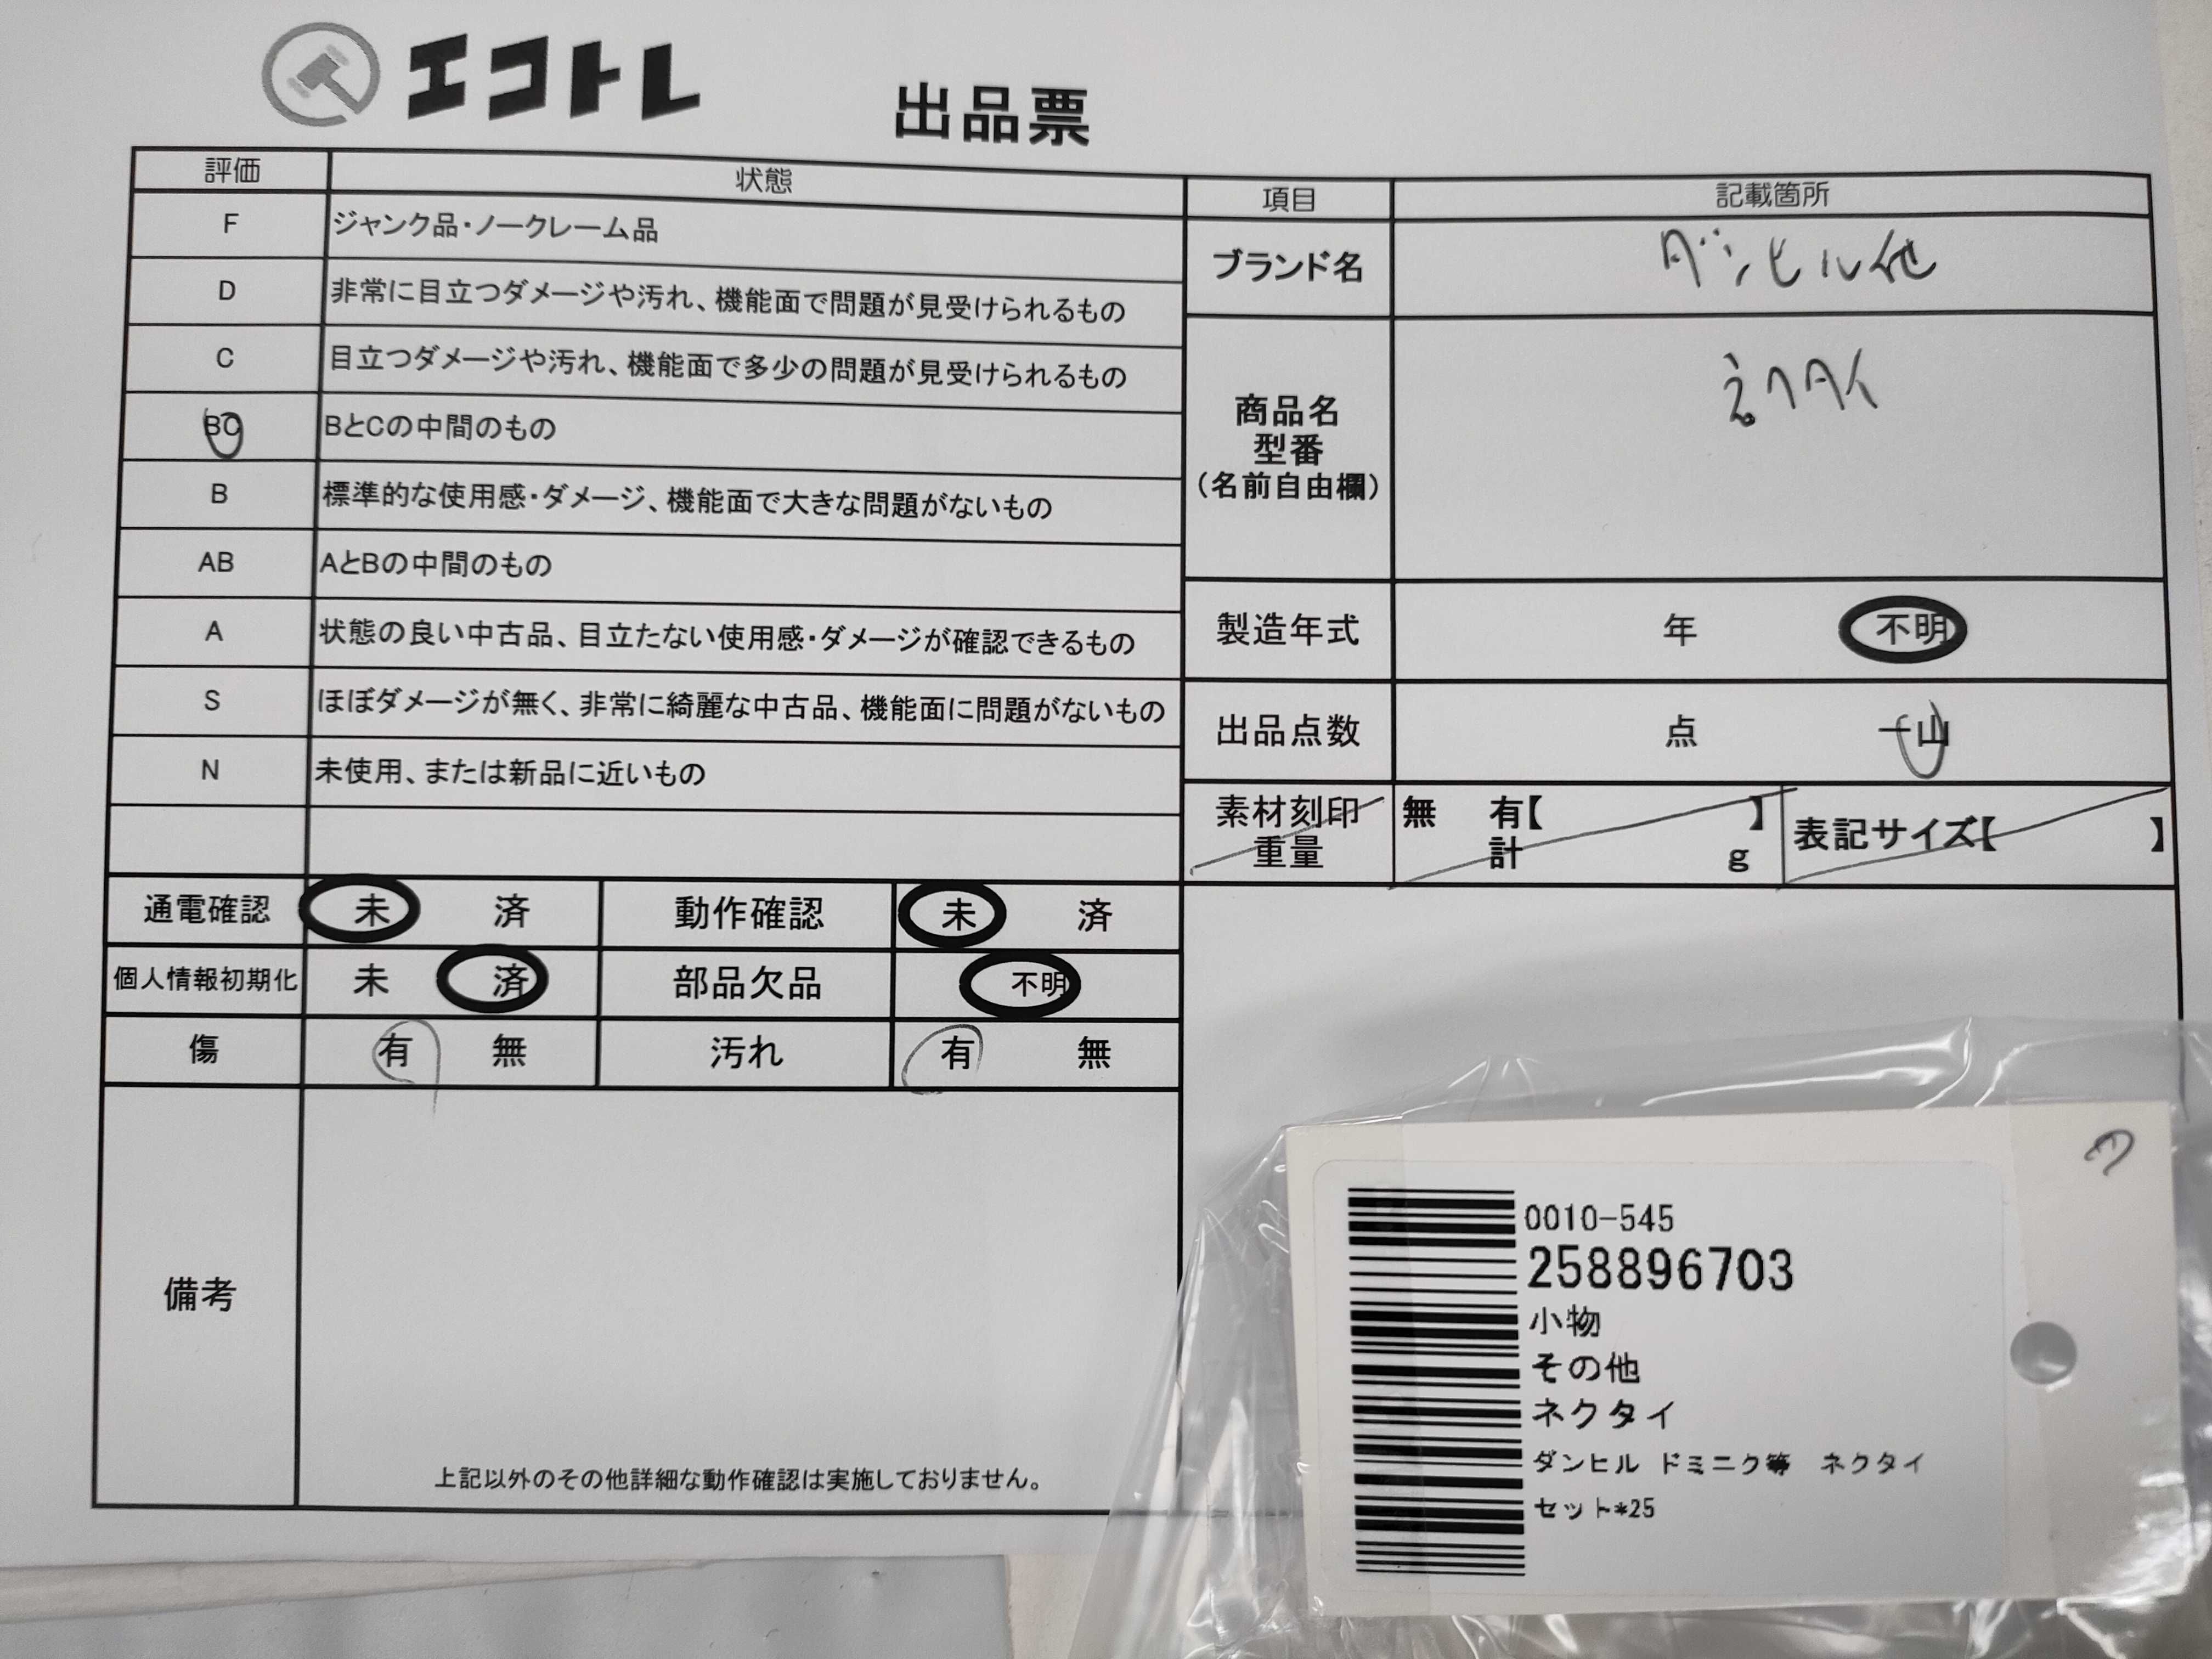 エコトレ
出品票
評価 状態
F ジャンク品・ノークレーム品
D 非常に目立つダメージや汚れ、機能面で問題が見受けられるもの
C 目立つダメージや汚れ、機能面で多少の問題が見受けられるもの
BC BとCの中間のもの
B 標準的な使用感・ダメージ、機能面で大きな問題がないもの
AB AとBの中間のもの
A 状態の良い中古品、目立たない使用感・ダメージが確認できるもの
S ほぼダメージが無く、非常に綺麗な中古品、機能面に問題がないもの
N 未使用、または新品に近いもの
通電確認 未 済 動作確認 未 済
個人情報初期化 未 済 部品欠品 不明
傷 有 無 汚れ 有 無
備考
上記以外のその他詳細な動作確認は実施しておりません。
項目 記載箇所
ブランド名 ダンヒル他
商品名
型番
(名前自由欄)
ネクタイ
製造年式 年 不明
出品点数 点 一山
素材刻印 無 有【 】
重量 計 g
表記サイズ【 】
0010-545
258896703
小物
その他
ネクタイ
ダンヒル ドミニク等 ネクタイ
セット*25